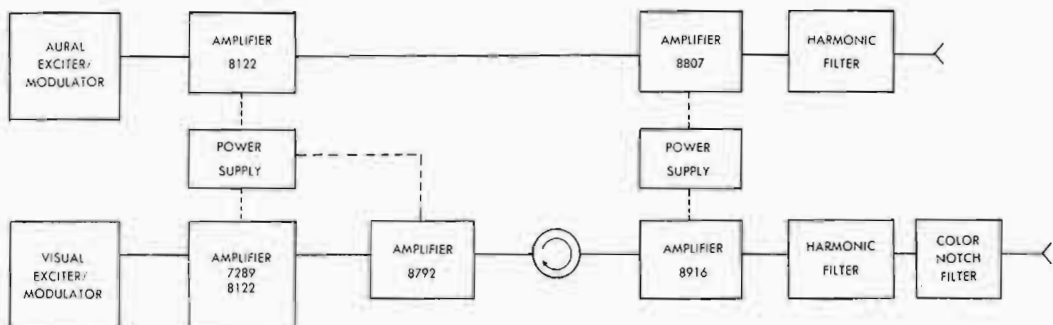 AURAL
EXCITER/
MODULATOR
AMPLIFIER
8122
AMPLIFIER
8807
HARMONIC
FILTER
POWER
SUPPLY
POWER
SUPPLY
VISUAL
EXCITER/
MODULATOR
AMPLIFIER
7289
8122
AMPLIFIER
8792
AMPLIFIER
8916
HARMONIC
FILTER
COLOR
NOTCH
FILTER